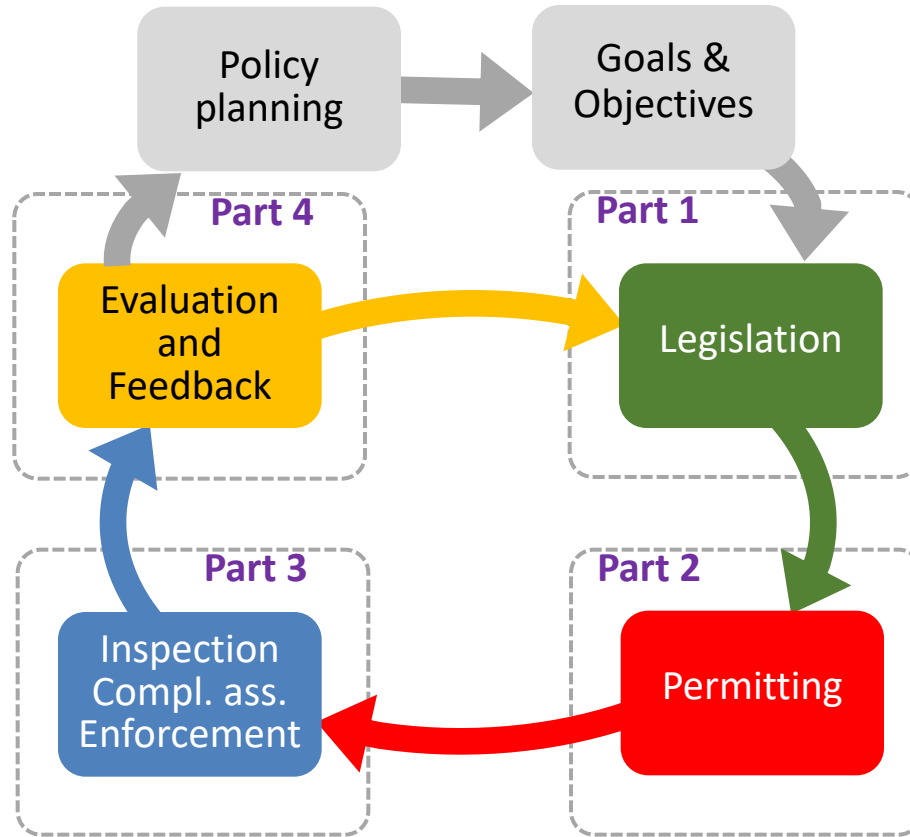 Policy
planning
Goals &
Objectives
Part 4
Part 1
Evaluation
and
Feedback
Legislation
Part 3
Part 2
Inspection
Compl. ass.
Enforcement
Permitting